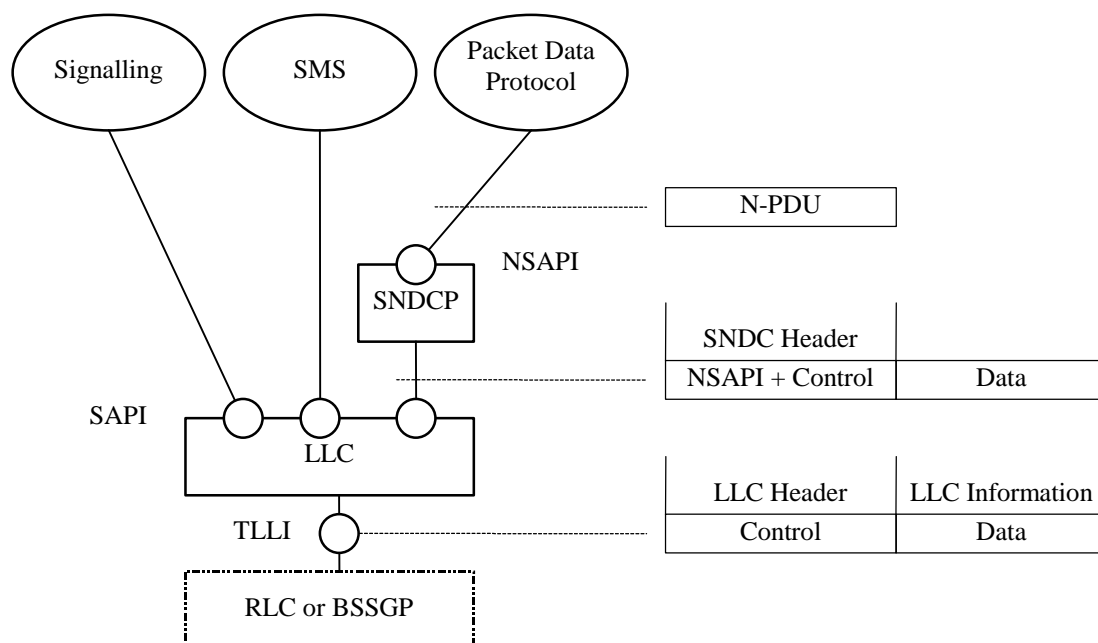 Signalling
SMS
Packet Data
Protocol
N-PDU
NSAPI
SNDCP
SNDC Header
NSAPI + Control
Data
SAPI
LLC
LLC Header
LLC Information
TLLI
Control
Data
RLC or BSSGP